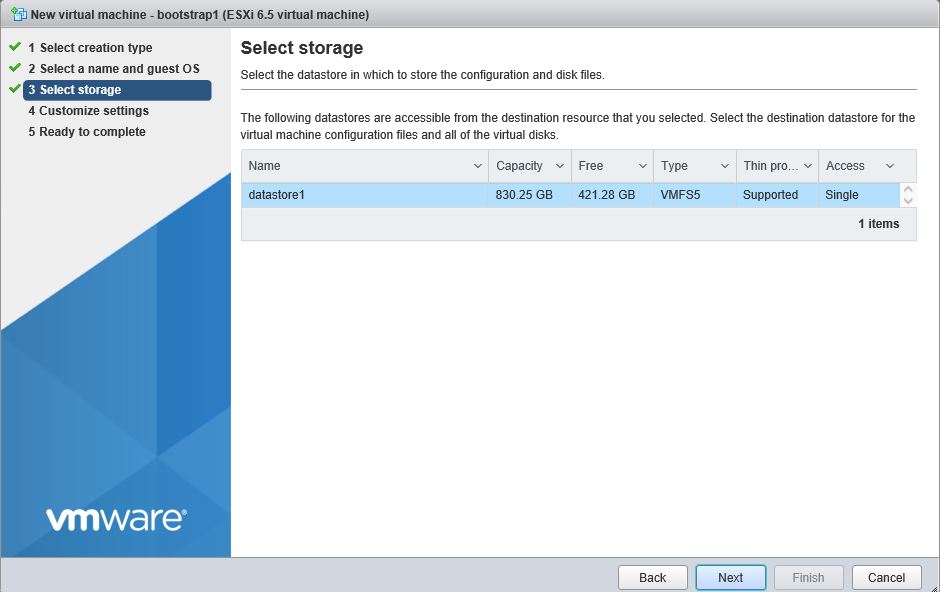 New virtual machine - bootstrap1 (ESXi 6.5 virtual machine)
1 Select creation type
2 Select a name and guest OS
3 Select storage
4 Customize settings
5 Ready to complete
Select storage
Select the datastore in which to store the configuration and disk files.
The following datastores are accessible from the destination resource that you selected. Select the destination datastore for the
virtual machine configuration files and all of the virtual disks.
Name Capacity Free Type Thin pro... Access
datastore1 830.25 GB 421.28 GB VMFS5 Supported Single
1 items
vmware®
Back Next Finish Cancel